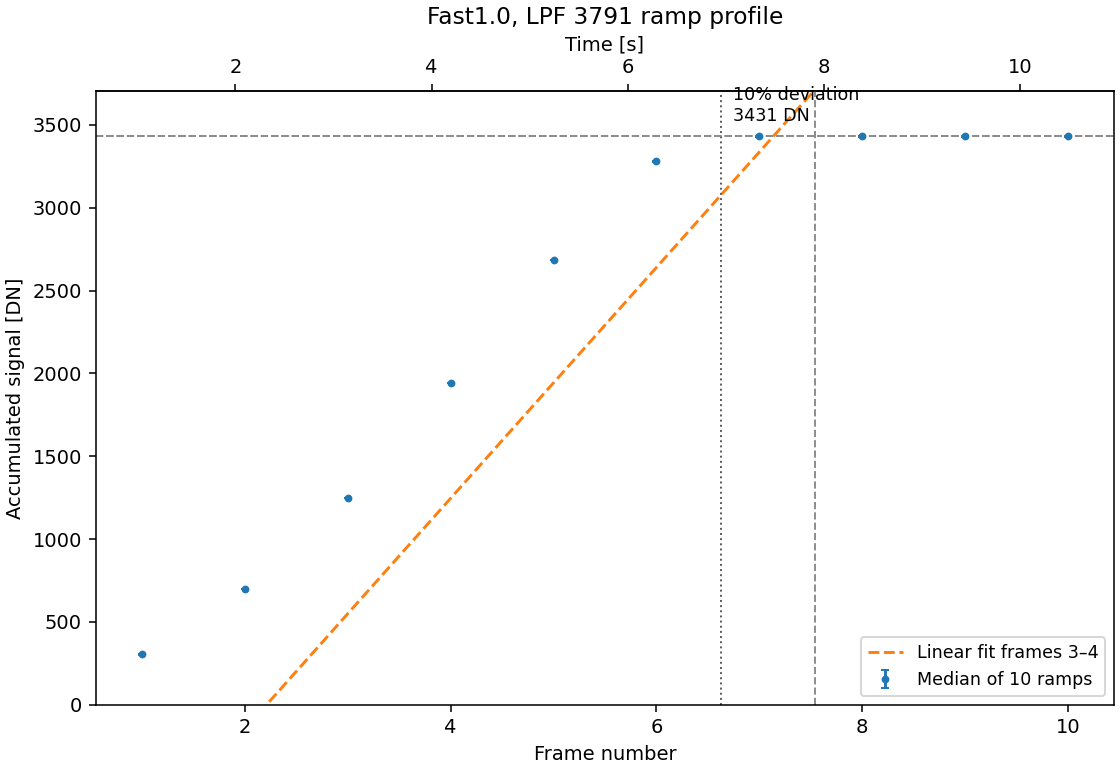 Fast1.0, LPF 3791 ramp profile
Time [s]
2 4 6 8 10
10% deviation
3431 DN
3500
3000
2500
2000
1500
1000
500
0
Accumulated signal [DN]
Linear fit frames 3–4
Median of 10 ramps
2 4 6 8 10
Frame number